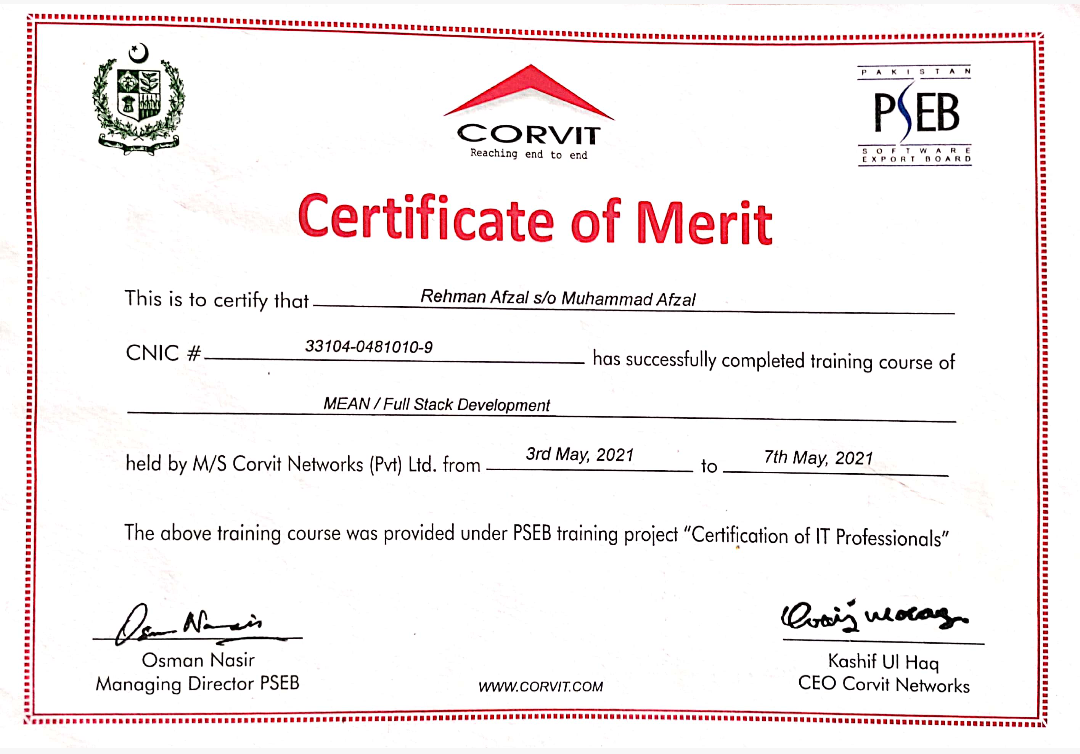 CORVIT
Reaching end to end
PAKISTAN
PSEB
SOFTWARE
EXPORT BOARD
Certificate of Merit
This is to certify that Rehman Afzal s/o Muhammad Afzal
CNIC # 33104-0481010-9 has successfully completed training course of
MEAN / Full Stack Development
held by M/S Corvit Networks (Pvt) Ltd. from 3rd May, 2021 to 7th May, 2021
The above training course was provided under PSEB training project "Certification of IT Professionals"
Osman Nasir
Managing Director PSEB
WWW.CORVIT.COM
Kashif Ul Haq
CEO Corvit Networks